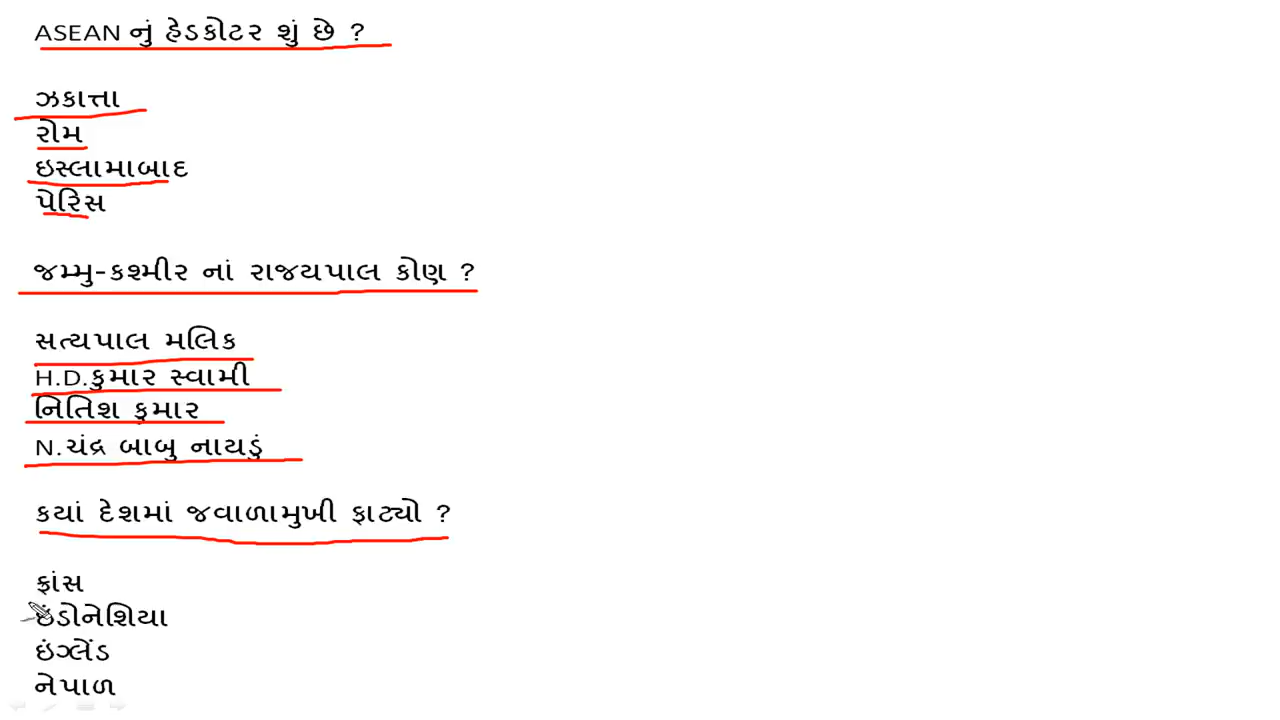 ASEAN નું હેડકોટર શું છે ?
ઝકાત્તા
રોમ
ઇસ્લામાબાદ
પેરિસ
જમ્મુ-કશ્મીર નાં રાજયપાલ કોણ ?
સત્યપાલ મલિક
H.D.કુમાર સ્વામી
નિતિશ કુમાર
N.ચંદ્ર બાબુ નાયડું
કયાં દેશમાં જવાળામુખી ફાટ્યો ?
ફ્રાંસ
ઇંડોનેશિયા
ઇંગ્લેંડ
નેપાળ